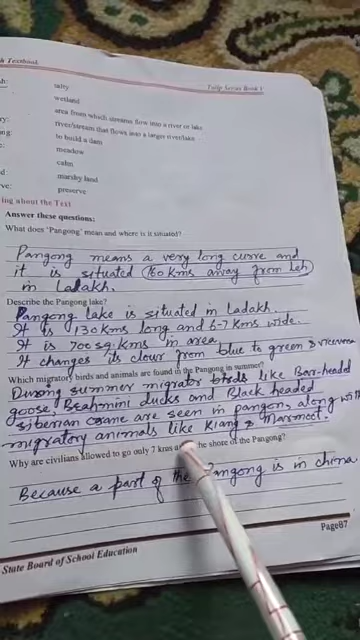 Textbook
Tulip Series Book V
salty
wetland
area from which streams flow into a river or lake
river/stream that flows into a larger river/lake
to build a dam
meadow
calm
marshy land
preserve
ing about the Text
Answer these questions:
What does 'Pangong' mean and where is it situated?
Pangong means a very long curve and
it is situated 160 kms away from Leh
in Ladakh.
Describe the Pangong lake?
Pangong lake is situated in Ladakh.
It is 130 kms long and 5-7 kms wide.
It is 700 sq. kms in area.
It changes its clour from blue to green &
Which migratory birds and animals are found in the Pangong in summer?
During summer migrator birds like Bar-headed
goose, Brahmini ducks and Black headed
siberian crane are seen in pangon, along with
migratory animals like Kiang & Marmoot.
Why are civilians allowed to go only 7 kms the shore of the Pangong?
Because a part of the Pangong is in china.
State Board of School Education
Page87